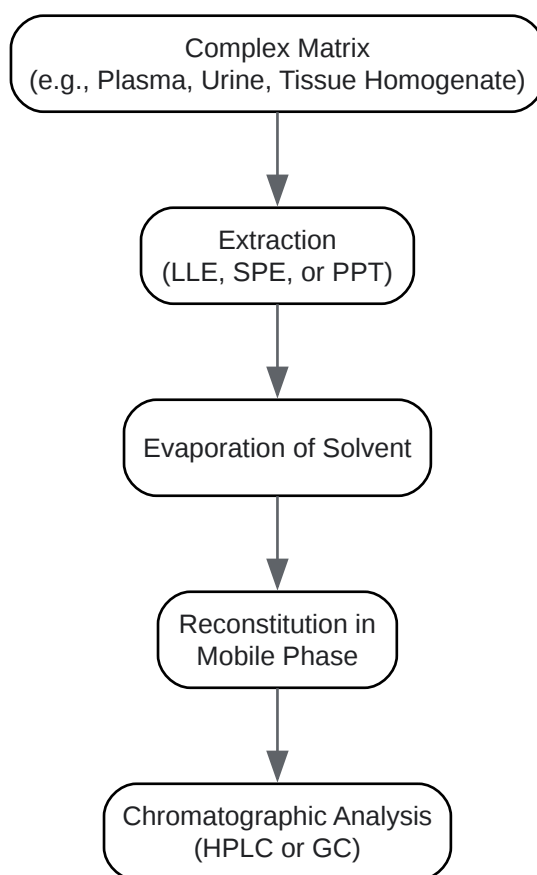 Complex Matrix
(e.g., Plasma, Urine, Tissue Homogenate)
Extraction
(LLE, SPE, or PPT)
Evaporation of Solvent
Reconstitution in
Mobile Phase
Chromatographic Analysis
(HPLC or GC)